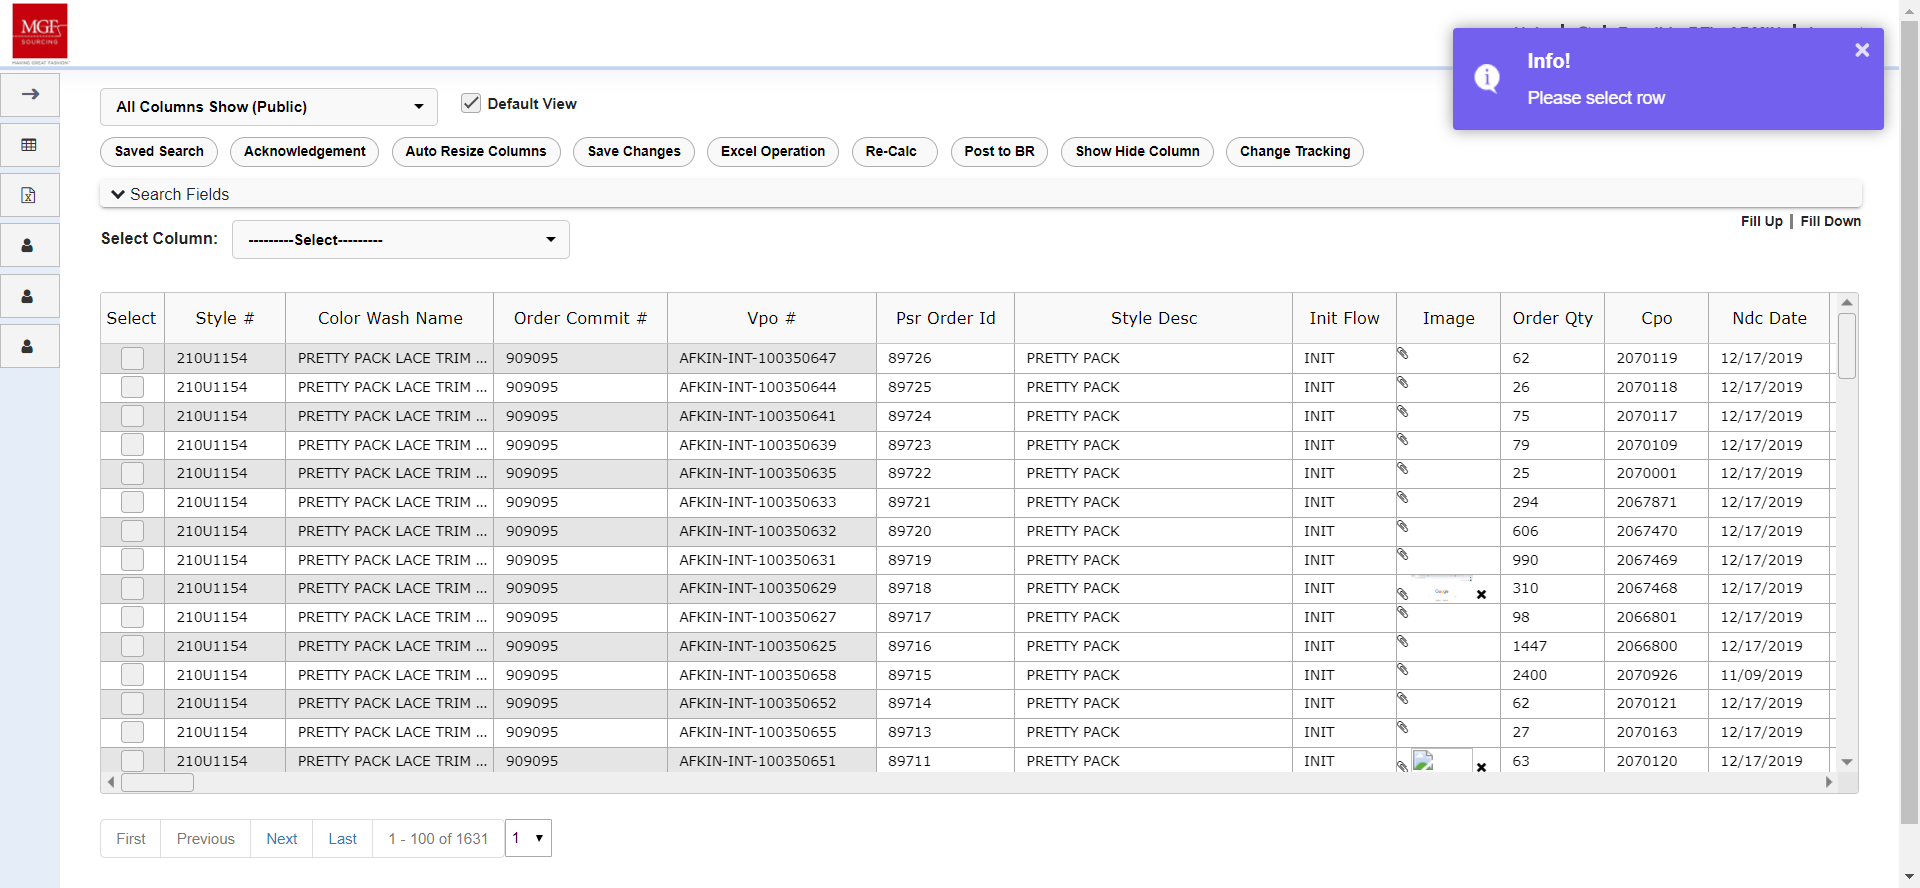 MGF
SOURCING
MAKING GREAT FASHION
Info!
Please select row
All Columns Show (Public)
Default View
Saved Search Acknowledgement Auto Resize Columns Save Changes Excel Operation Re-Calc Post to BR Show Hide Column Change Tracking
Search Fields
Fill Up | Fill Down
Select Column: ---------Select---------
Select Style # Color Wash Name Order Commit # Vpo # Psr Order Id Style Desc Init Flow Image Order Qty Cpo Ndc Date
210U1154 PRETTY PACK LACE TRIM ... 909095 AFKIN-INT-100350647 89726 PRETTY PACK INIT 62 2070119 12/17/2019
210U1154 PRETTY PACK LACE TRIM ... 909095 AFKIN-INT-100350644 89725 PRETTY PACK INIT 26 2070118 12/17/2019
210U1154 PRETTY PACK LACE TRIM ... 909095 AFKIN-INT-100350641 89724 PRETTY PACK INIT 75 2070117 12/17/2019
210U1154 PRETTY PACK LACE TRIM ... 909095 AFKIN-INT-100350639 89723 PRETTY PACK INIT 79 2070109 12/17/2019
210U1154 PRETTY PACK LACE TRIM ... 909095 AFKIN-INT-100350635 89722 PRETTY PACK INIT 25 2070001 12/17/2019
210U1154 PRETTY PACK LACE TRIM ... 909095 AFKIN-INT-100350633 89721 PRETTY PACK INIT 294 2067871 12/17/2019
210U1154 PRETTY PACK LACE TRIM ... 909095 AFKIN-INT-100350632 89720 PRETTY PACK INIT 606 2067470 12/17/2019
210U1154 PRETTY PACK LACE TRIM ... 909095 AFKIN-INT-100350631 89719 PRETTY PACK INIT 990 2067469 12/17/2019
210U1154 PRETTY PACK LACE TRIM ... 909095 AFKIN-INT-100350629 89718 PRETTY PACK INIT Google 310 2067468 12/17/2019
210U1154 PRETTY PACK LACE TRIM ... 909095 AFKIN-INT-100350627 89717 PRETTY PACK INIT 98 2066801 12/17/2019
210U1154 PRETTY PACK LACE TRIM ... 909095 AFKIN-INT-100350625 89716 PRETTY PACK INIT 1447 2066800 12/17/2019
210U1154 PRETTY PACK LACE TRIM ... 909095 AFKIN-INT-100350658 89715 PRETTY PACK INIT 2400 2070926 11/09/2019
210U1154 PRETTY PACK LACE TRIM ... 909095 AFKIN-INT-100350652 89714 PRETTY PACK INIT 62 2070121 12/17/2019
210U1154 PRETTY PACK LACE TRIM ... 909095 AFKIN-INT-100350655 89713 PRETTY PACK INIT 27 2070163 12/17/2019
210U1154 PRETTY PACK LACE TRIM ... 909095 AFKIN-INT-100350651 89711 PRETTY PACK INIT 63 2070120 12/17/2019
First Previous Next Last 1 - 100 of 1631 1